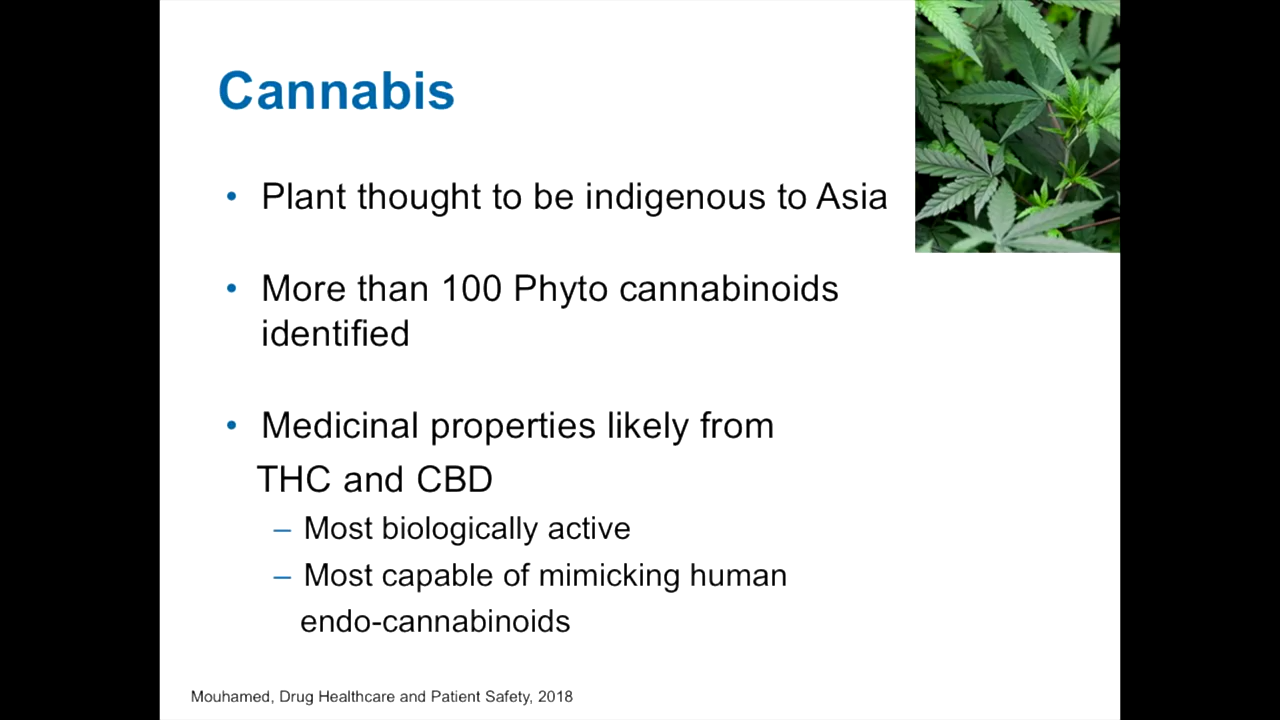 Cannabis
• Plant thought to be indigenous to Asia
• More than 100 Phyto cannabinoids
identified
• Medicinal properties likely from
THC and CBD
– Most biologically active
– Most capable of mimicking human
endo-cannabinoids
Mouhamed, Drug Healthcare and Patient Safety, 2018